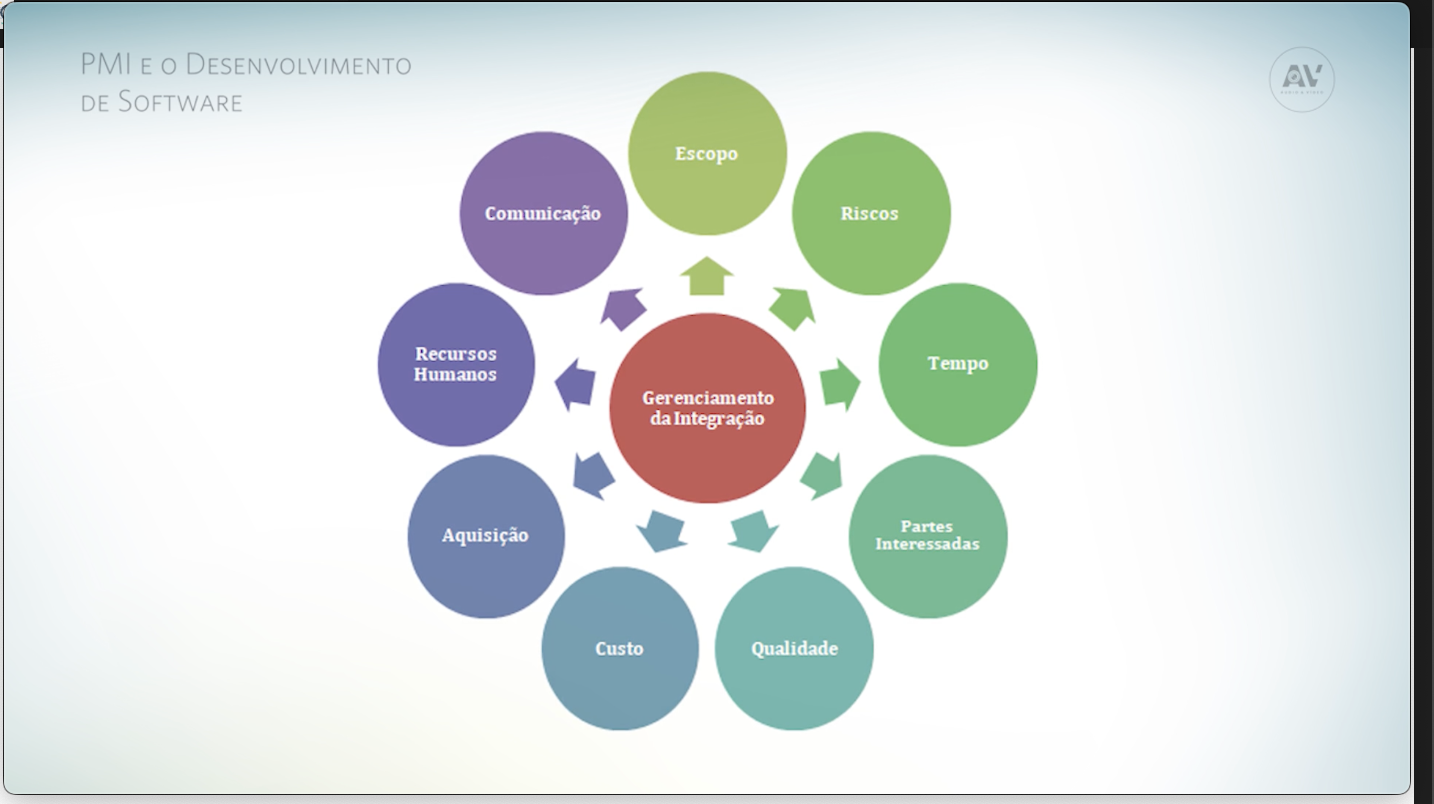 PMI E O DESENVOLVIMENTO
DE SOFTWARE
AV
Escopo
Comunicação
Riscos
Recursos
Humanos
Tempo
Gerenciamento
da Integração
Aquisição
Partes
Interessadas
Custo
Qualidade